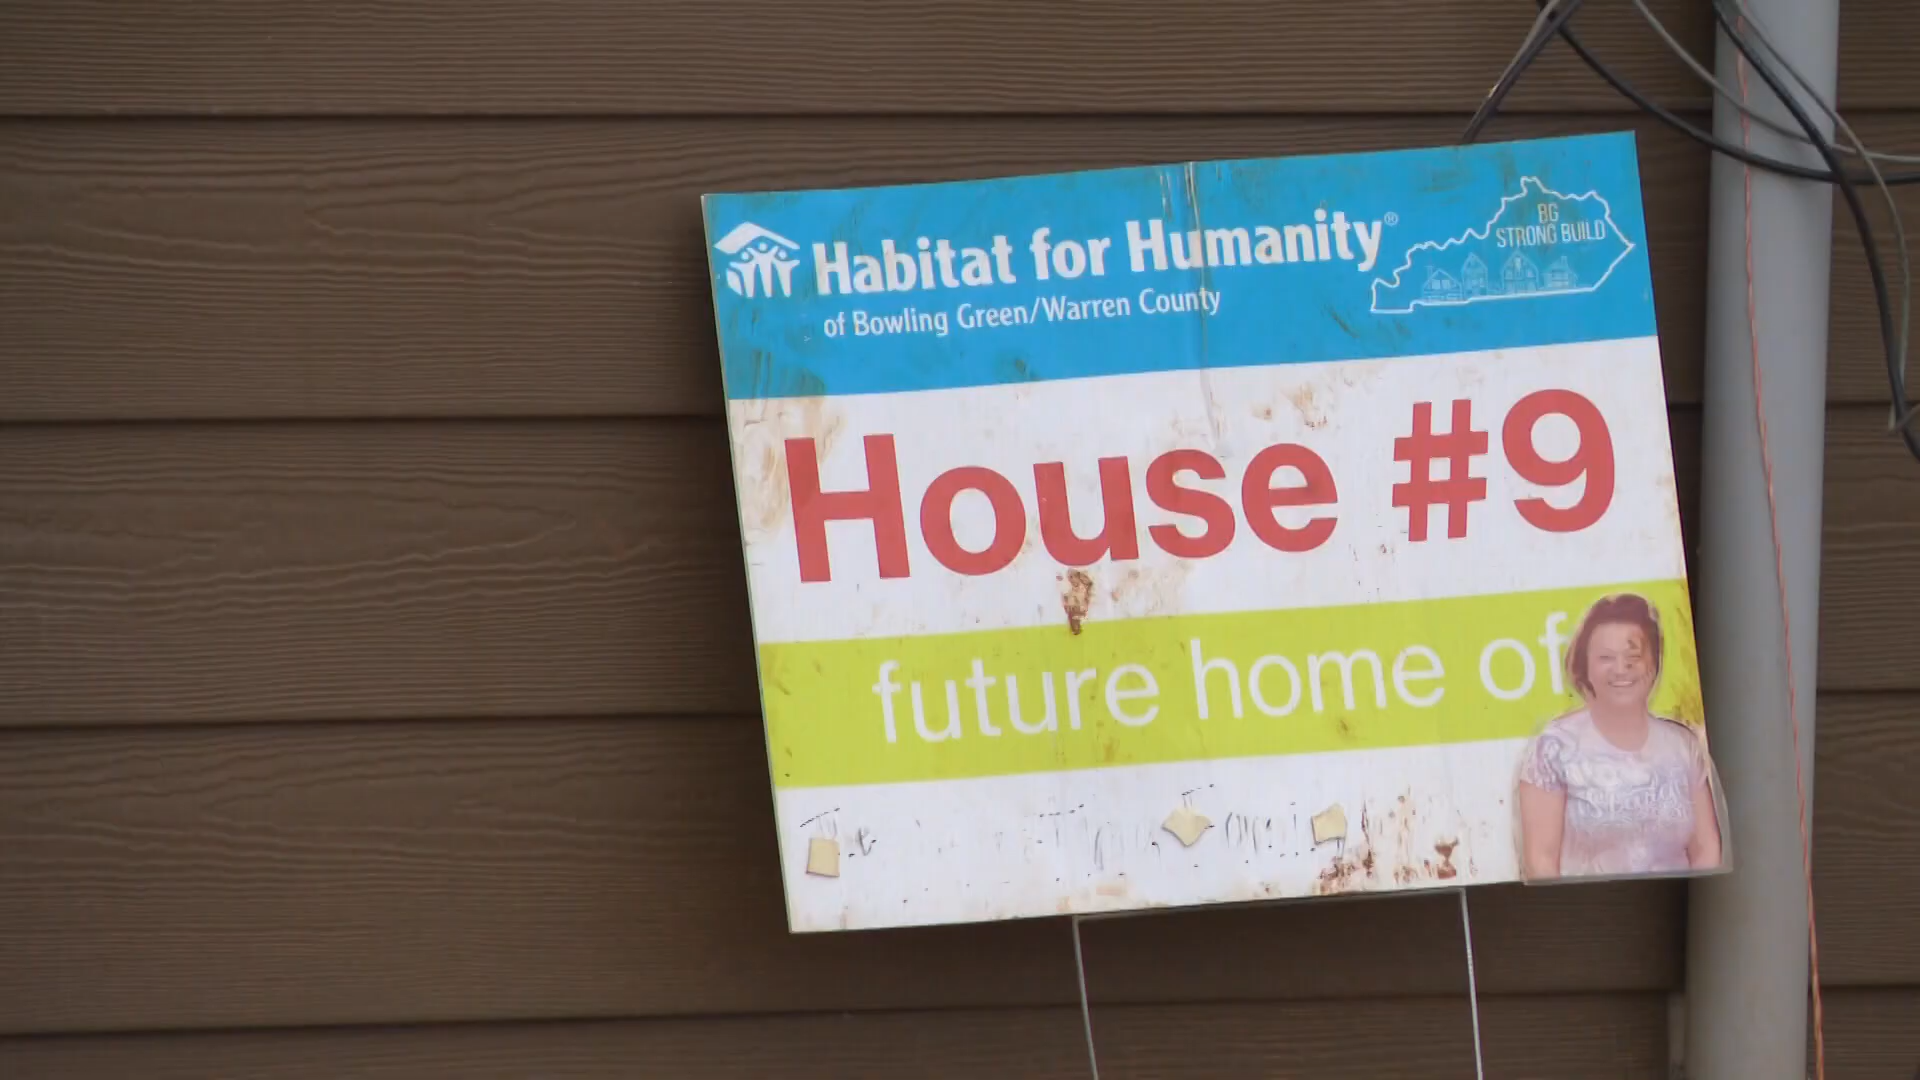 Habitat for Humanity®
of Bowling Green/Warren County
BG
STRONG BUILD
House #9
future home of